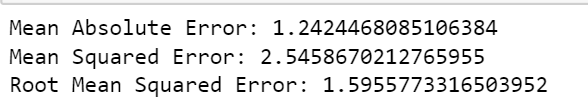 Mean Absolute Error: 1.2424468085106384
Mean Squared Error: 2.5458670212765955
Root Mean Squared Error: 1.5955773316503952